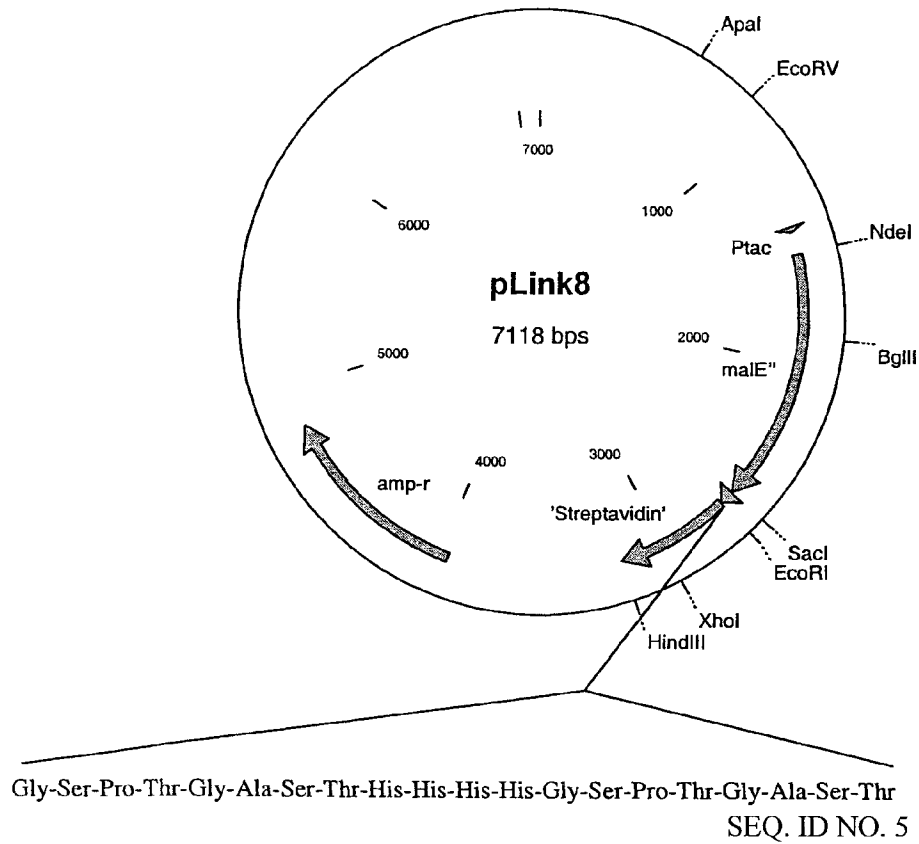 ApaI
EcoRV
7000
1000
6000
Ptac
NdeI
pLink8
7118 bps
5000
2000
malE"
BglII
4000
3000
amp-r
'Streptavidin'
SacI
EcoRI
XhoI
HindIII
Gly-Ser-Pro-Thr-Gly-Ala-Ser-Thr-His-His-His-His-Gly-Ser-Pro-Thr-Gly-Ala-Ser-Thr
SEQ. ID NO. 5